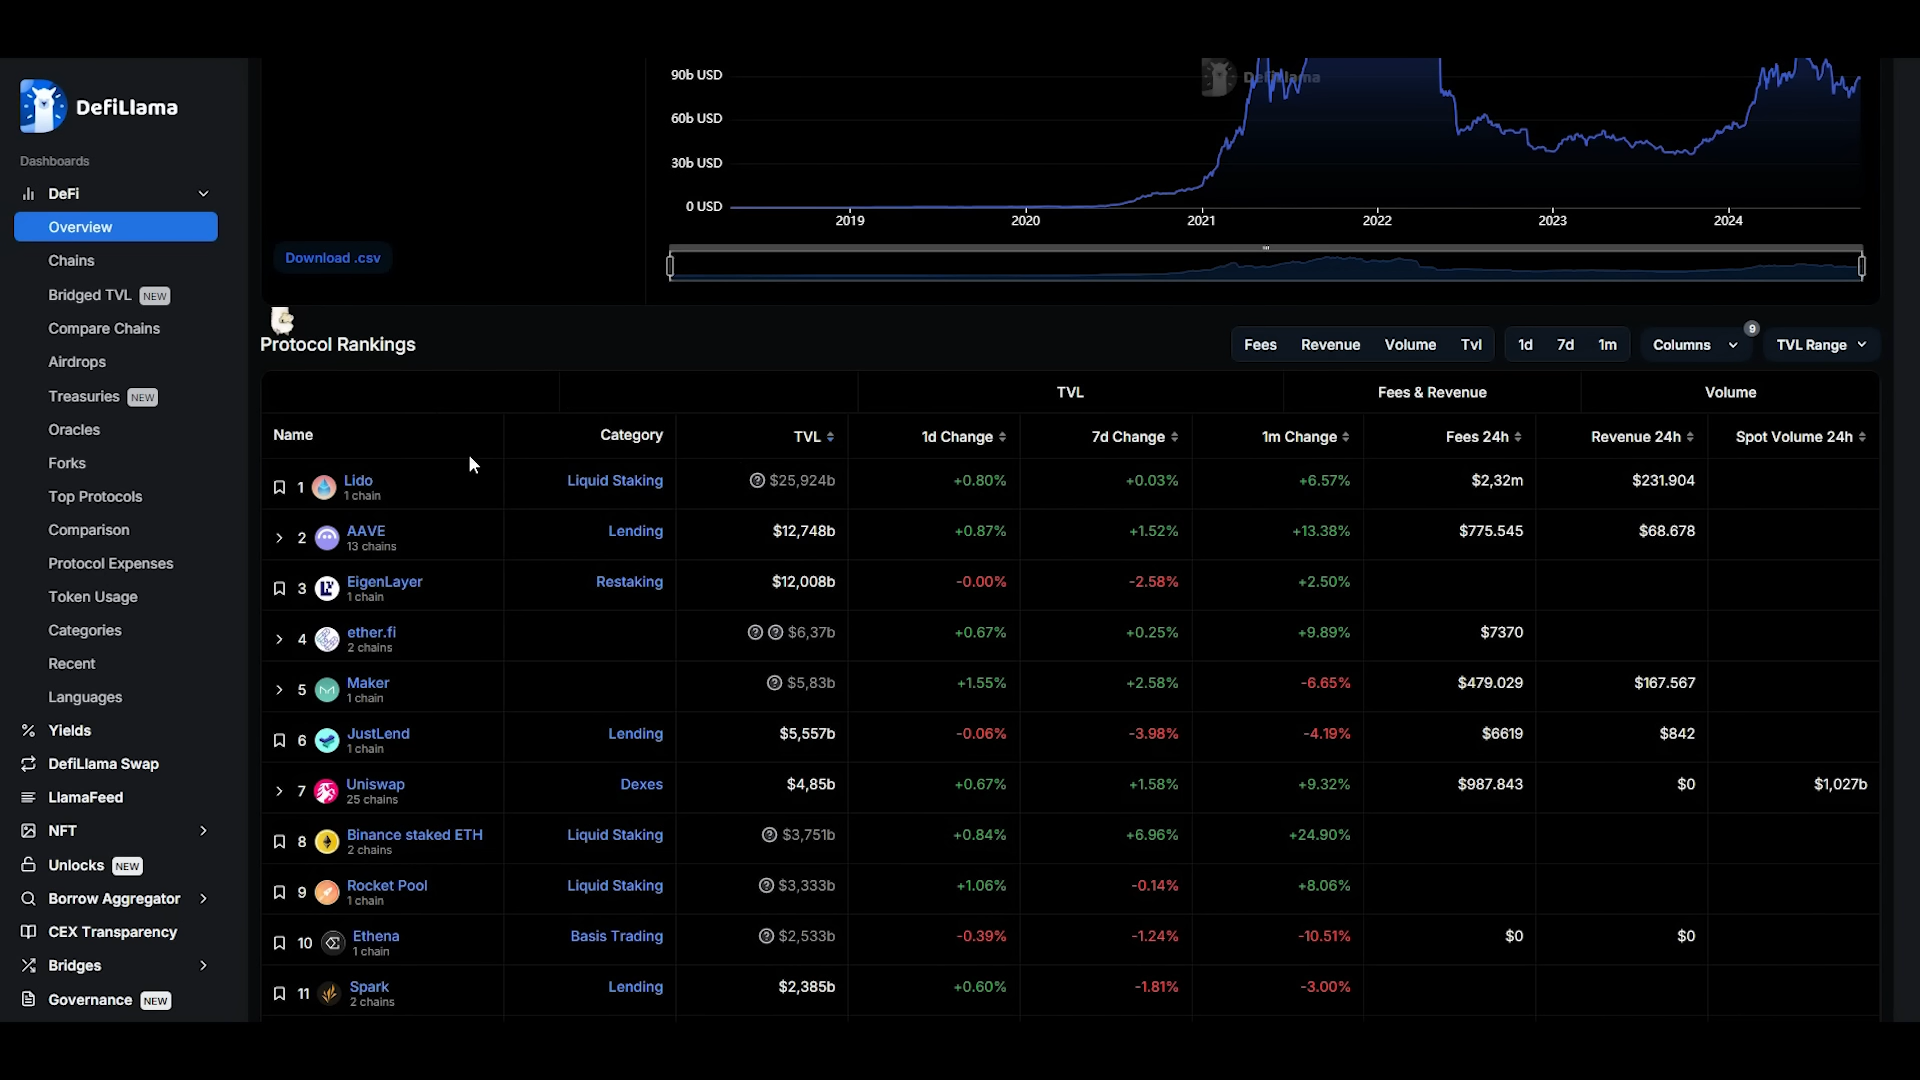 DefiLlama
Dashboards
DeFi
Overview
Chains
Bridged TVL NEW
Compare Chains
Airdrops
Treasuries NEW
Oracles
Forks
Top Protocols
Comparison
Protocol Expenses
Token Usage
Categories
Recent
Languages
Yields
DefiLlama Swap
LlamaFeed
NFT
Unlocks NEW
Borrow Aggregator
CEX Transparency
Bridges
Governance NEW
Download .csv
90b USD
60b USD
30b USD
0 USD
DefiLlama
2019 2020 2021 2022 2023 2024
Protocol Rankings
Fees Revenue Volume Tvl 1d 7d 1m Columns 9 TVL Range
TVL Fees & Revenue Volume
Name Category TVL 1d Change 7d Change 1m Change Fees 24h Revenue 24h Spot Volume 24h
1 Lido Liquid Staking $25,924b +0.80% +0.03% +6.57% $2,32m $231.904
1 chain
2 AAVE Lending $12,748b +0.87% +1.52% +13.38% $775.545 $68.678
13 chains
3 EigenLayer Restaking $12,008b -0.00% -2.58% +2.50%
1 chain
4 ether.fi $6,37b +0.67% +0.25% +9.89% $7370
2 chains
5 Maker $5,83b +1.55% +2.58% -6.65% $479.029 $167.567
1 chain
6 JustLend Lending $5,557b -0.06% -3.98% -4.19% $6619 $842
1 chain
7 Uniswap Dexes $4,85b +0.67% +1.58% +9.32% $987.843 $0 $1,027b
25 chains
8 Binance staked ETH Liquid Staking $3,751b +0.84% +6.96% +24.90%
2 chains
9 Rocket Pool Liquid Staking $3,333b +1.06% -0.14% +8.06%
1 chain
10 Ethena Basis Trading $2,533b -0.39% -1.24% -10.51% $0 $0
1 chain
11 Spark Lending $2,385b +0.60% -1.81% -3.00%
2 chains